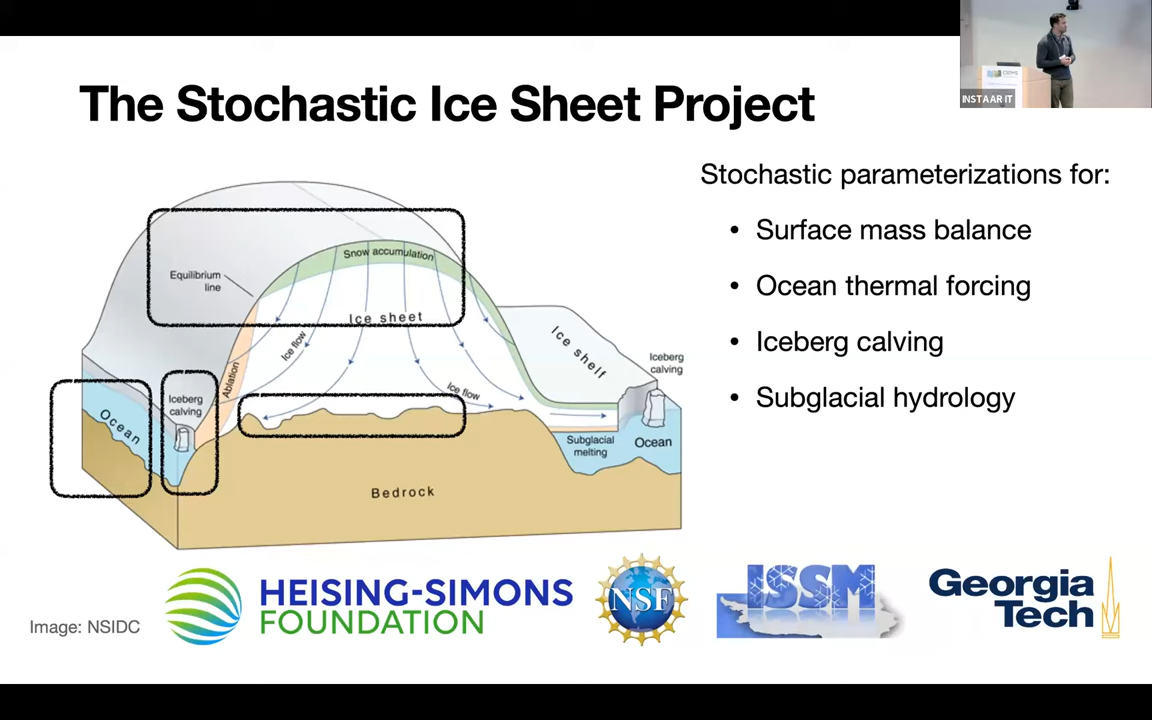 The Stochastic Ice Sheet Project
INSTAAR IT
Stochastic parameterizations for:
• Surface mass balance
• Ocean thermal forcing
• Iceberg calving
• Subglacial hydrology
Snow accumulation
Equilibrium
line
Ice sheet
Ice flow
Ablation
Ice flow
Ice shelf
Iceberg
calving
Iceberg
calving
Ocean
Subglacial
melting
Ocean
Bedrock
Image: NSIDC
HEISING-SIMONS
FOUNDATION
NSF
ISSM
Georgia
Tech